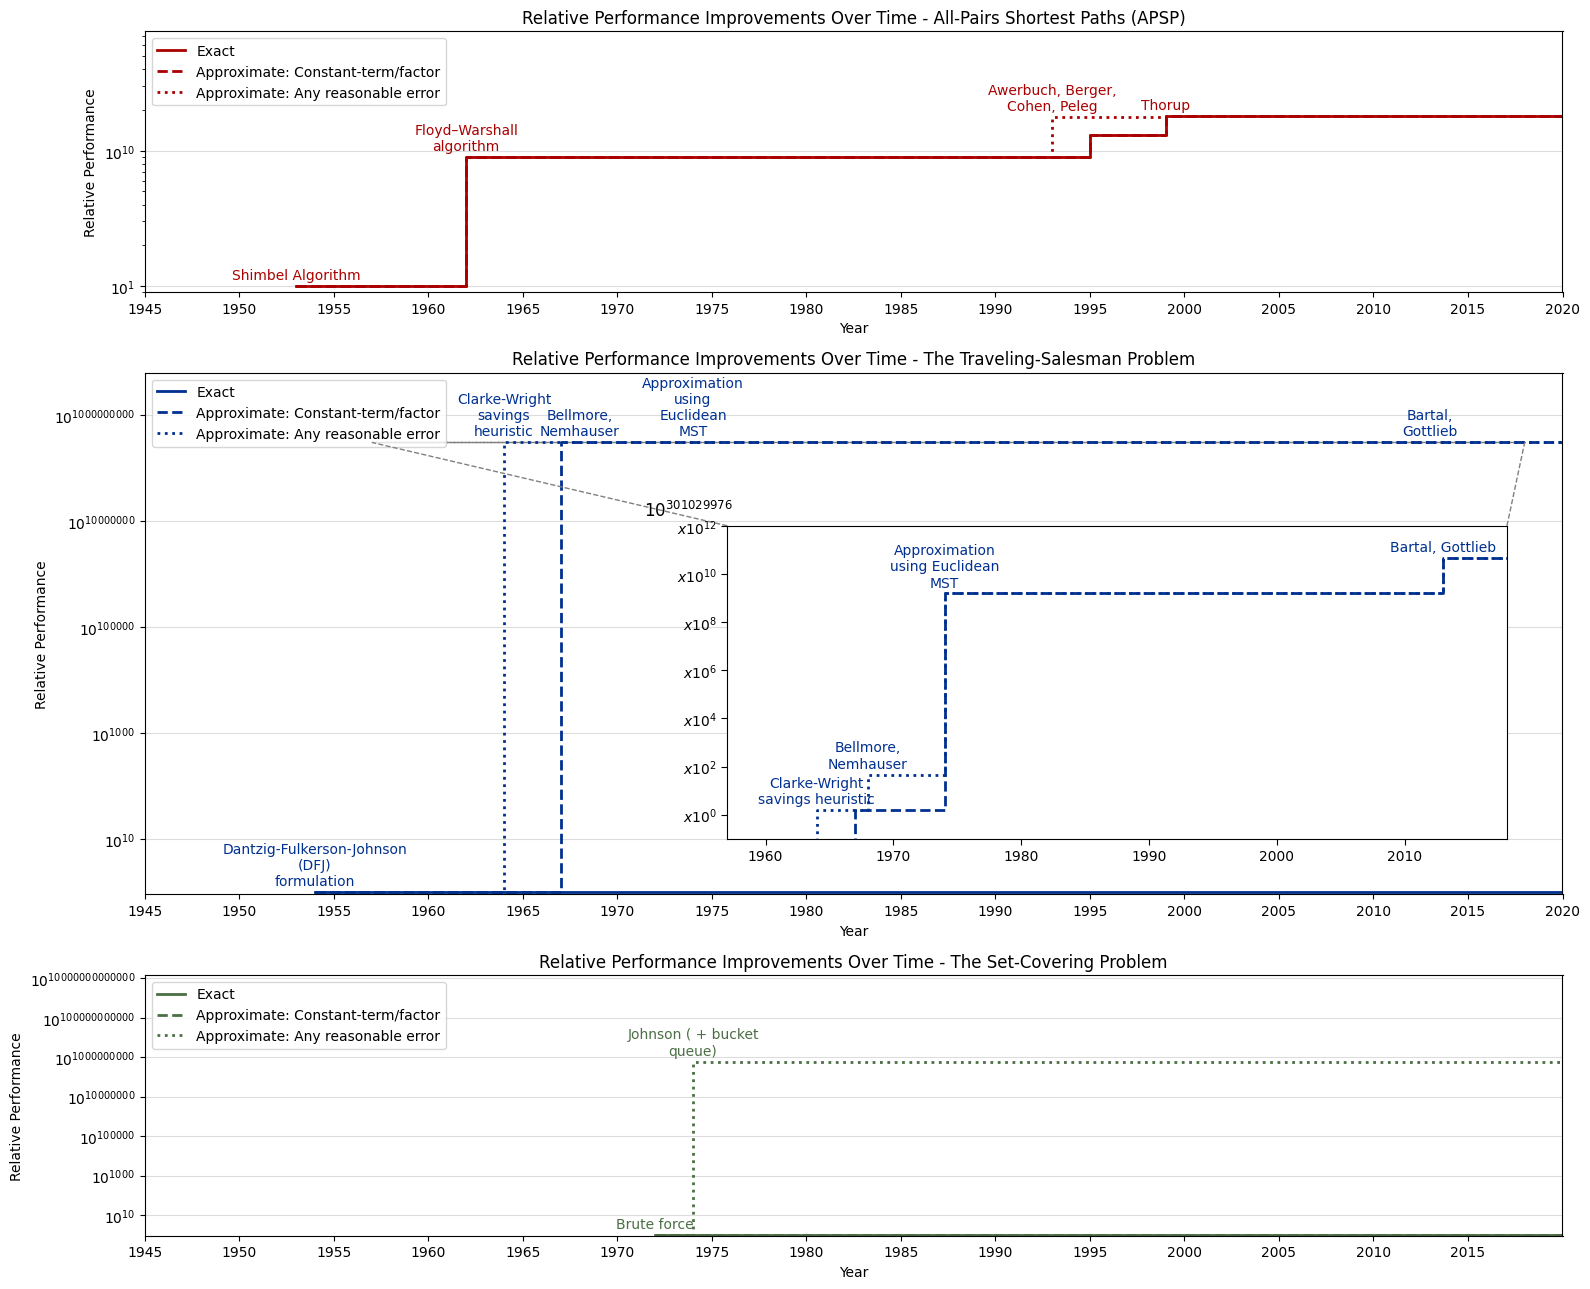 Relative Performance Improvements Over Time - All-Pairs Shortest Paths (APSP)
Exact
Approximate: Constant-term/factor
Approximate: Any reasonable error
Awerbuch, Berger,
Cohen, Peleg
Thorup
Floyd–Warshall
algorithm
Shimbel Algorithm
Relative Performance
10^10
10^1
1945 1950 1955 1960 1965 1970 1975 1980 1985 1990 1995 2000 2005 2010 2015 2020
Year
Relative Performance Improvements Over Time - The Traveling-Salesman Problem
Exact
Approximate: Constant-term/factor
Approximate: Any reasonable error
Clarke-Wright
savings
heuristic
Bellmore,
Nemhauser
Approximation
using
Euclidean
MST
Bartal,
Gottlieb
Relative Performance
10^1000000000
10^10000000
10^100000
10^1000
10^10
10^301029976
x10^12
x10^10
x10^8
x10^6
x10^4
x10^2
x10^0
Approximation
using Euclidean
MST
Bartal, Gottlieb
Bellmore,
Nemhauser
Clarke-Wright
savings heuristic
1960 1970 1980 1990 2000 2010
Dantzig-Fulkerson-Johnson
(DFJ)
formulation
1945 1950 1955 1960 1965 1970 1975 1980 1985 1990 1995 2000 2005 2010 2015 2020
Year
Relative Performance Improvements Over Time - The Set-Covering Problem
Exact
Approximate: Constant-term/factor
Approximate: Any reasonable error
Johnson ( + bucket
queue)
Brute force
Relative Performance
10^10000000000000
10^100000000000
10^1000000000
10^10000000
10^100000
10^1000
10^10
1945 1950 1955 1960 1965 1970 1975 1980 1985 1990 1995 2000 2005 2010 2015
Year